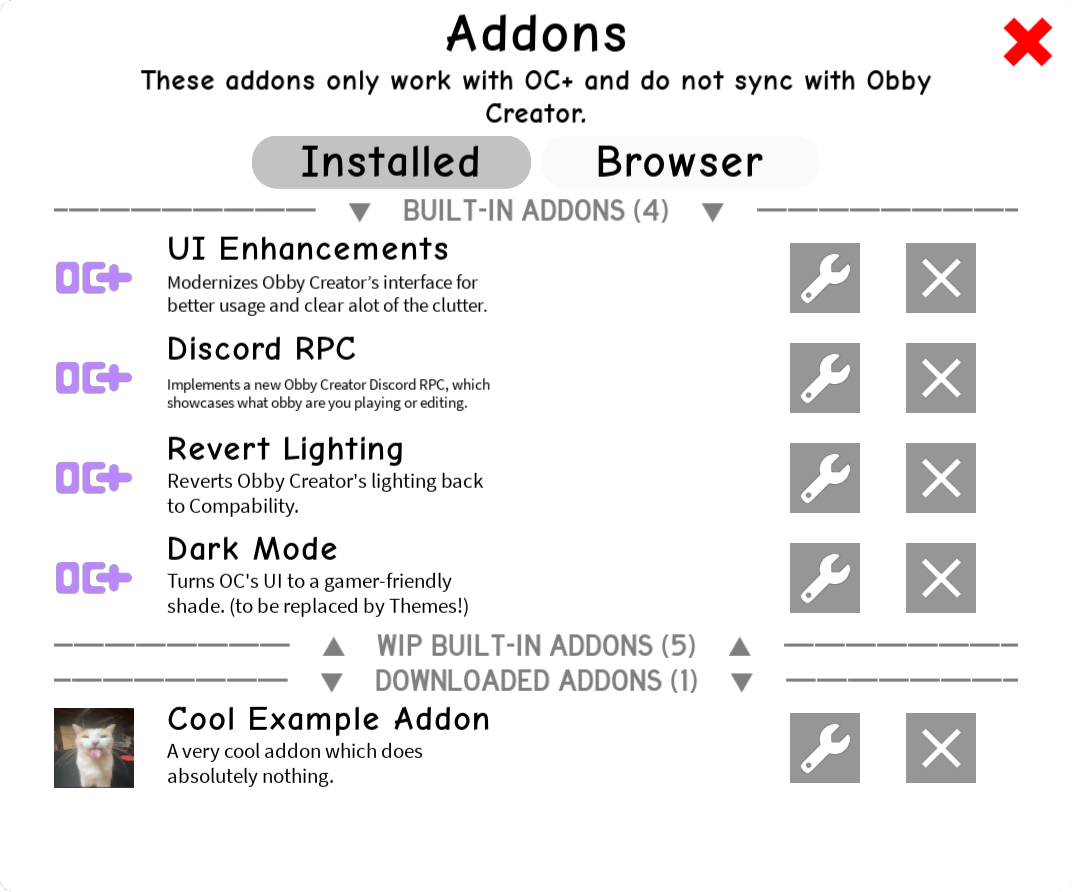 Addons
These addons only work with OC+ and do not sync with Obby
Creator.
Installed
Browser
BUILT-IN ADDONS (4)
OC+
UI Enhancements
Modernizes Obby Creator’s interface for
better usage and clear alot of the clutter.
OC+
Discord RPC
Implements a new Obby Creator Discord RPC, which
showcases what obby are you playing or editing.
OC+
Revert Lighting
Reverts Obby Creator's lighting back
to Compability.
OC+
Dark Mode
Turns OC's UI to a gamer-friendly
shade. (to be replaced by Themes!)
WIP BUILT-IN ADDONS (5)
DOWNLOADED ADDONS (1)
Cool Example Addon
A very cool addon which does
absolutely nothing.